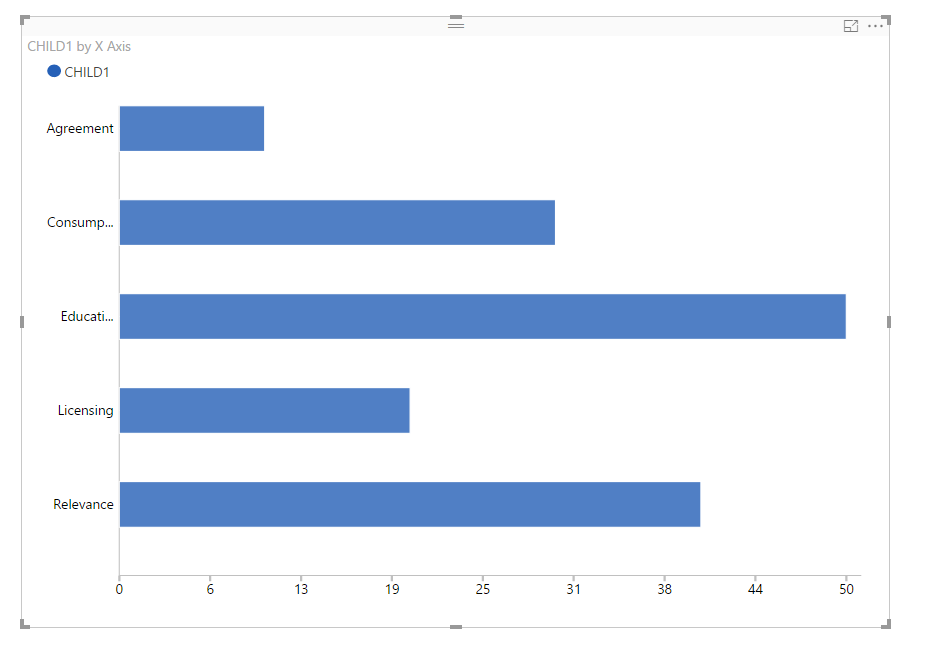 CHILD1 by X Axis
CHILD1
Agreement
Consump...
Educati...
Licensing
Relevance
0 6 13 19 25 31 38 44 50